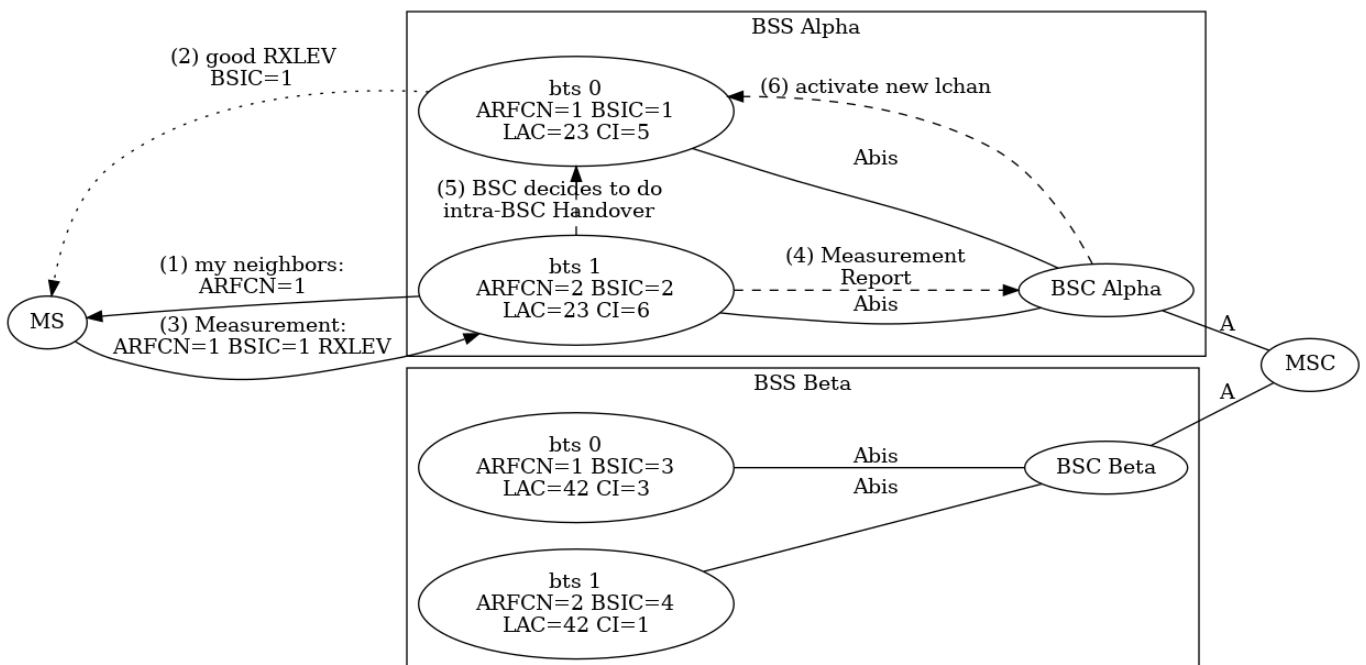 BSS Alpha
(2) good RXLEV
BSIC=1
bts 0
ARFCN=1 BSIC=1
LAC=23 CI=5
(6) activate new lchan
Abis
(5) BSC decides to do
intra-BSC Handover
(1) my neighbors:
ARFCN=1
bts 1
ARFCN=2 BSIC=2
LAC=23 CI=6
(4) Measurement
Report
Abis
BSC Alpha
MS
(3) Measurement:
ARFCN=1 BSIC=1 RXLEV
A
MSC
BSS Beta
A
bts 0
ARFCN=1 BSIC=3
LAC=42 CI=3
Abis
Abis
BSC Beta
bts 1
ARFCN=2 BSIC=4
LAC=42 CI=1